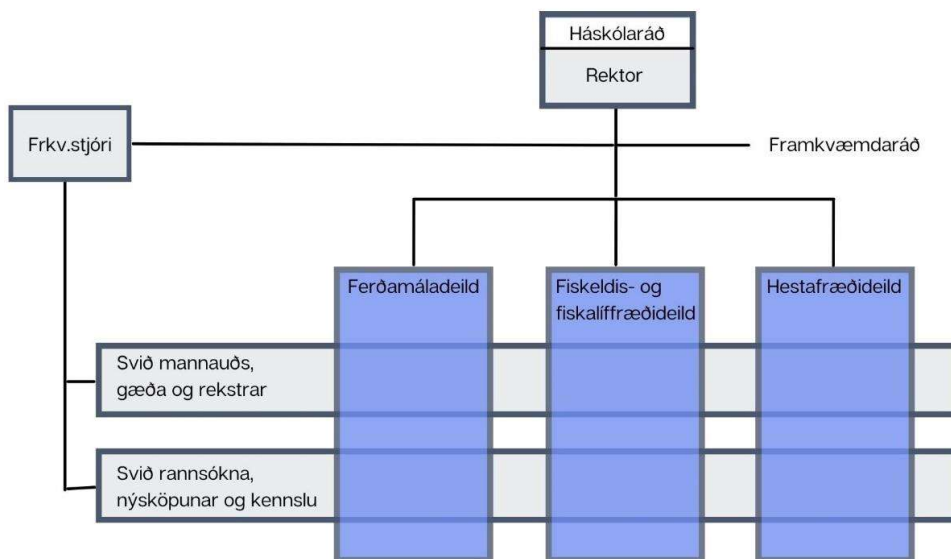 Háskólaráð
Rektor
Frkv.stjóri
Framkvæmdaráð
Ferðamáladeild
Fiskeldis- og
fiskalíffræðideild
Hestafræðideild
Svið mannauðs,
gæða og rekstrar
Svið rannsókna,
nýsköpunar og kennslu